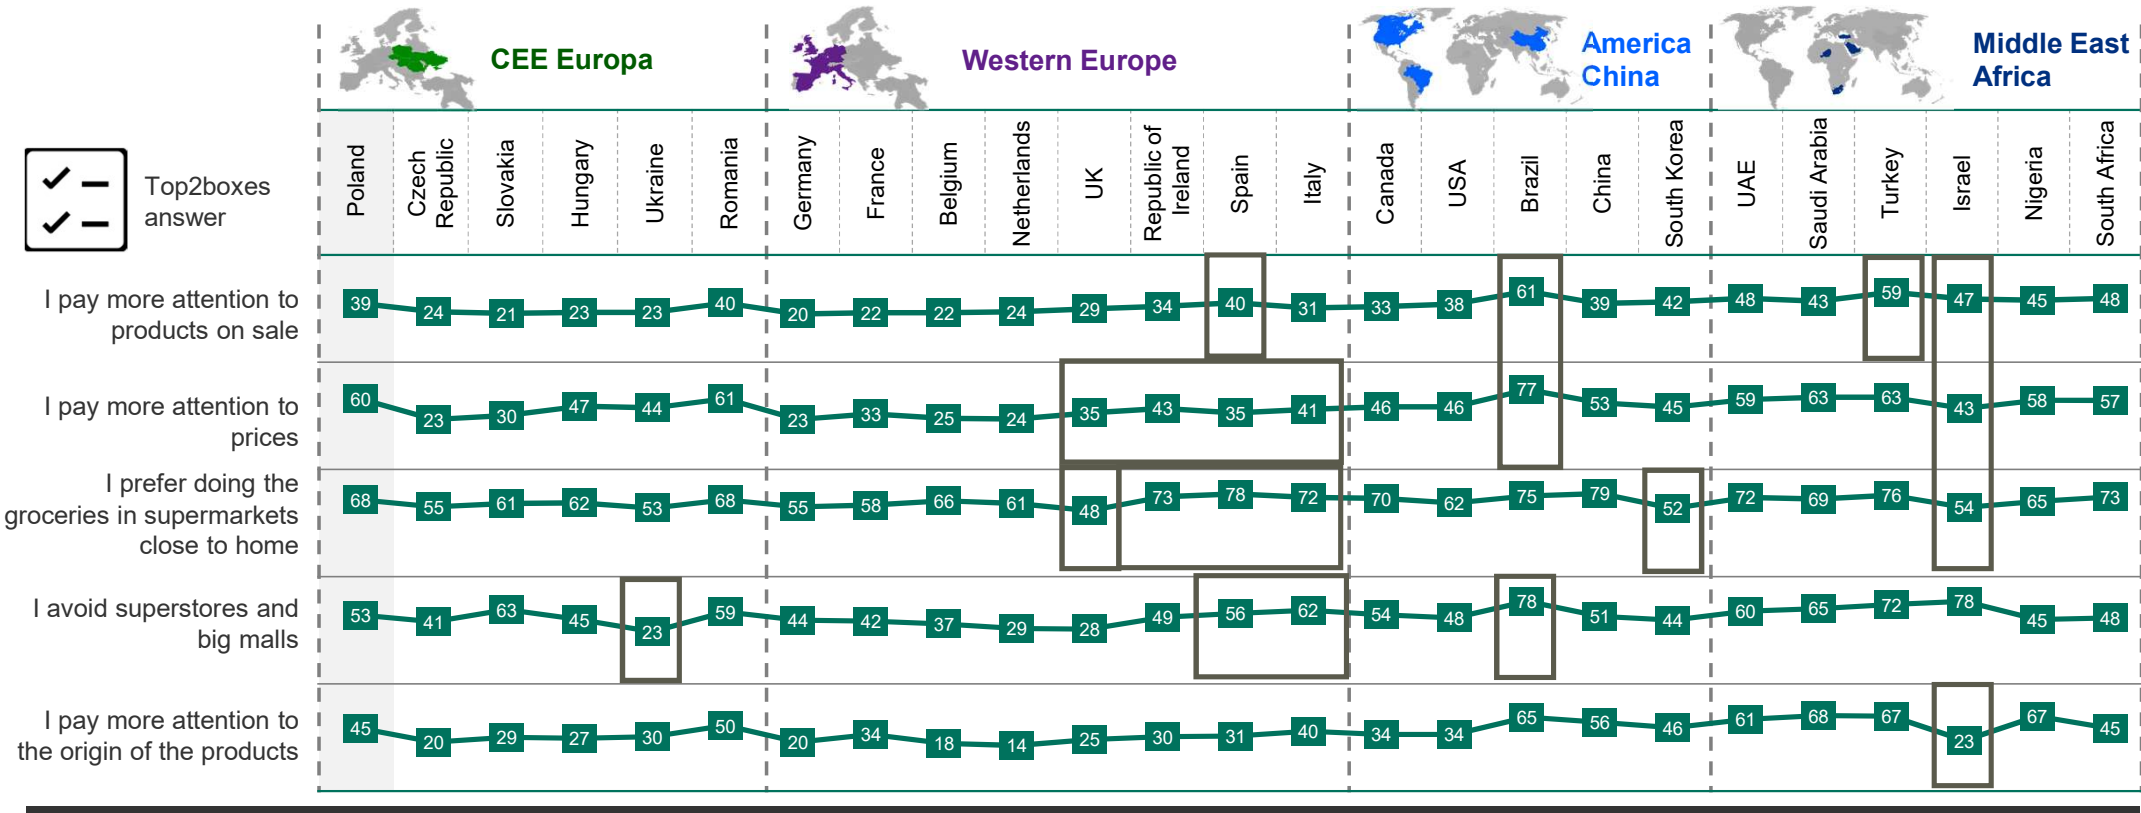 CEE Europa
Western Europe
America
China
Middle East
Africa
Top2boxes
answer
Poland
Czech
Republic
Slovakia
Hungary
Ukraine
Romania
Germany
France
Belgium
Netherlands
UK
Republic of
Ireland
Spain
Italy
Canada
USA
Brazil
China
South Korea
UAE
Saudi Arabia
Turkey
Israel
Nigeria
South Africa
I pay more attention to
products on sale
39 24 21 23 23 40 20 22 22 24 29 34 40 31 33 38 61 39 42 48 43 59 47 45 48
I pay more attention to
prices
60 23 30 47 44 61 23 33 25 24 35 43 35 41 46 46 77 53 45 59 63 63 43 58 57
I prefer doing the
groceries in supermarkets
close to home
68 55 61 62 53 68 55 58 66 61 48 73 78 72 70 62 75 79 52 72 69 76 54 65 73
I avoid superstores and
big malls
53 41 63 45 23 59 44 42 37 29 28 49 56 62 54 48 78 51 44 60 65 72 78 45 48
I pay more attention to
the origin of the products
45 20 29 27 30 50 20 34 18 14 25 30 31 40 34 34 65 56 46 61 68 67 23 67 45